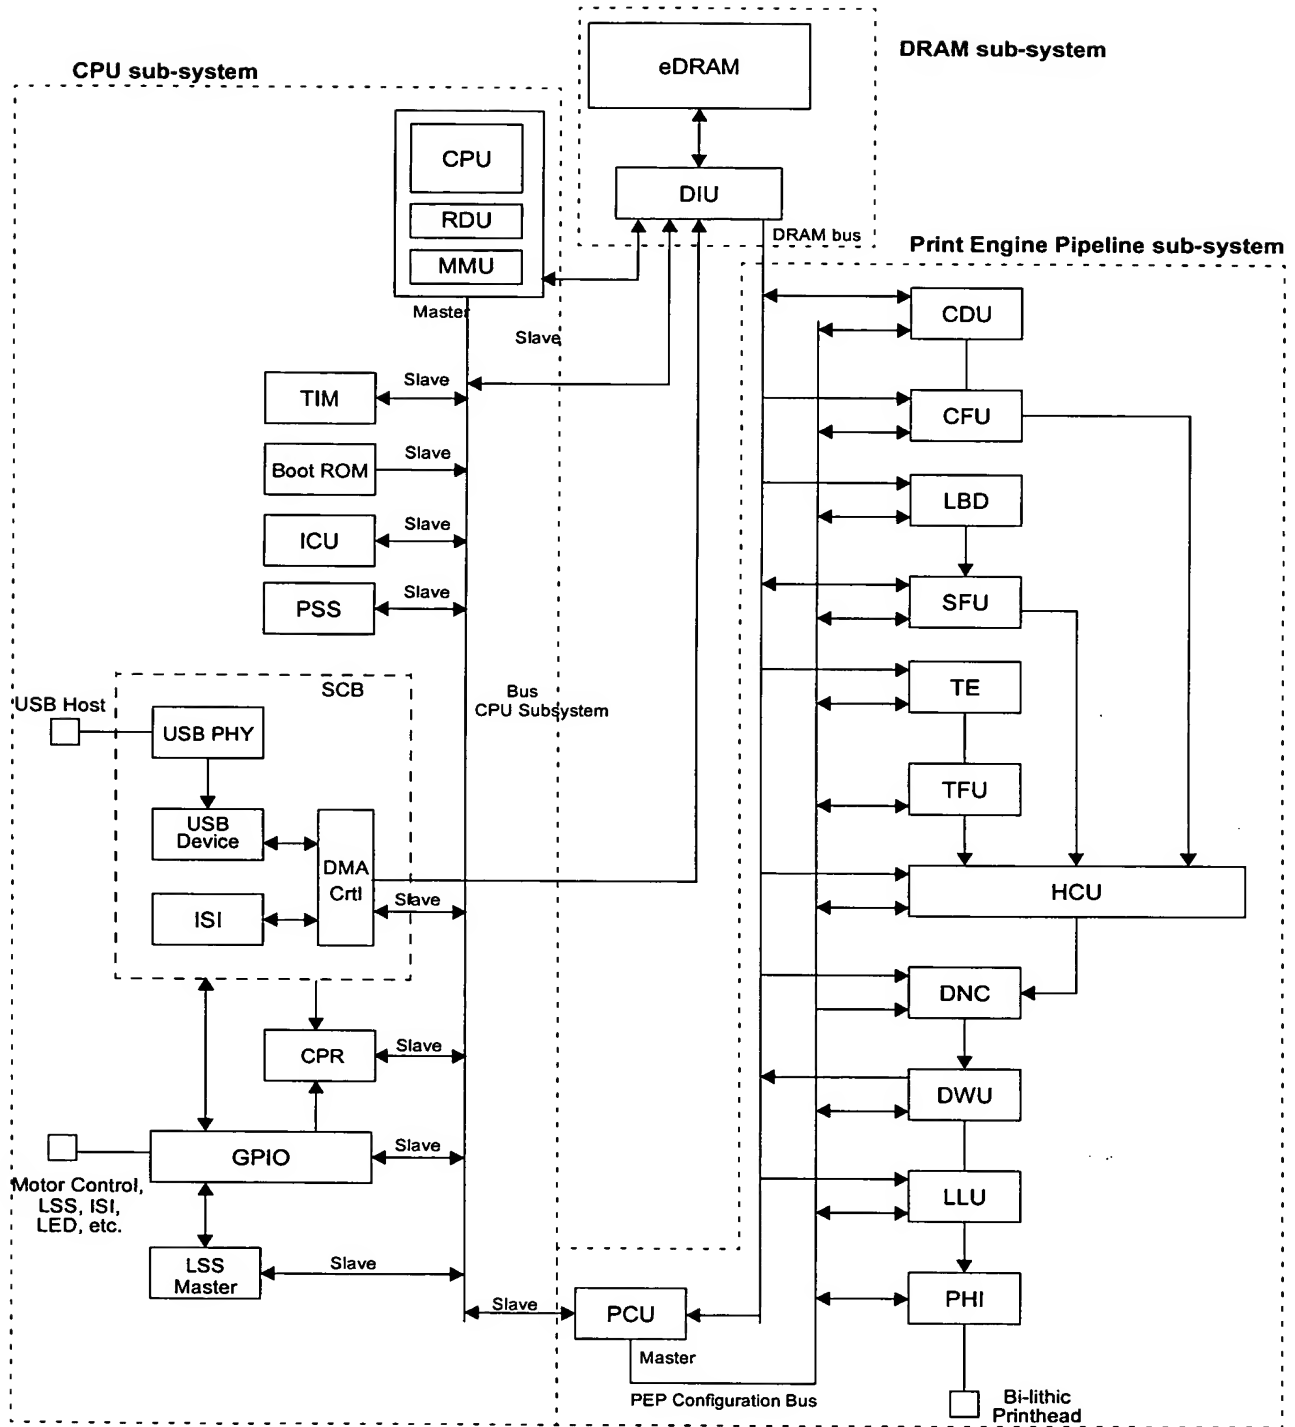 DRAM sub-system
CPU sub-system
eDRAM
CPU
DIU
RDU
DRAM bus
Print Engine Pipeline sub-system
MMU
Master
CDU
Slave
TIM
Slave
CFU
Boot ROM
Slave
LBD
ICU
Slave
PSS
Slave
SFU
SCB
TE
USB Host
Bus
CPU Subsystem
USB PHY
TFU
USB
Device
DMA
Crtl
Slave
HCU
ISI
DNC
CPR
Slave
DWU
GPIO
Slave
Motor Control,
LSS, ISI,
LED, etc.
LLU
LSS
Master
Slave
PHI
Slave
PCU
Master
PEP Configuration Bus
Bi-lithic
Printhead